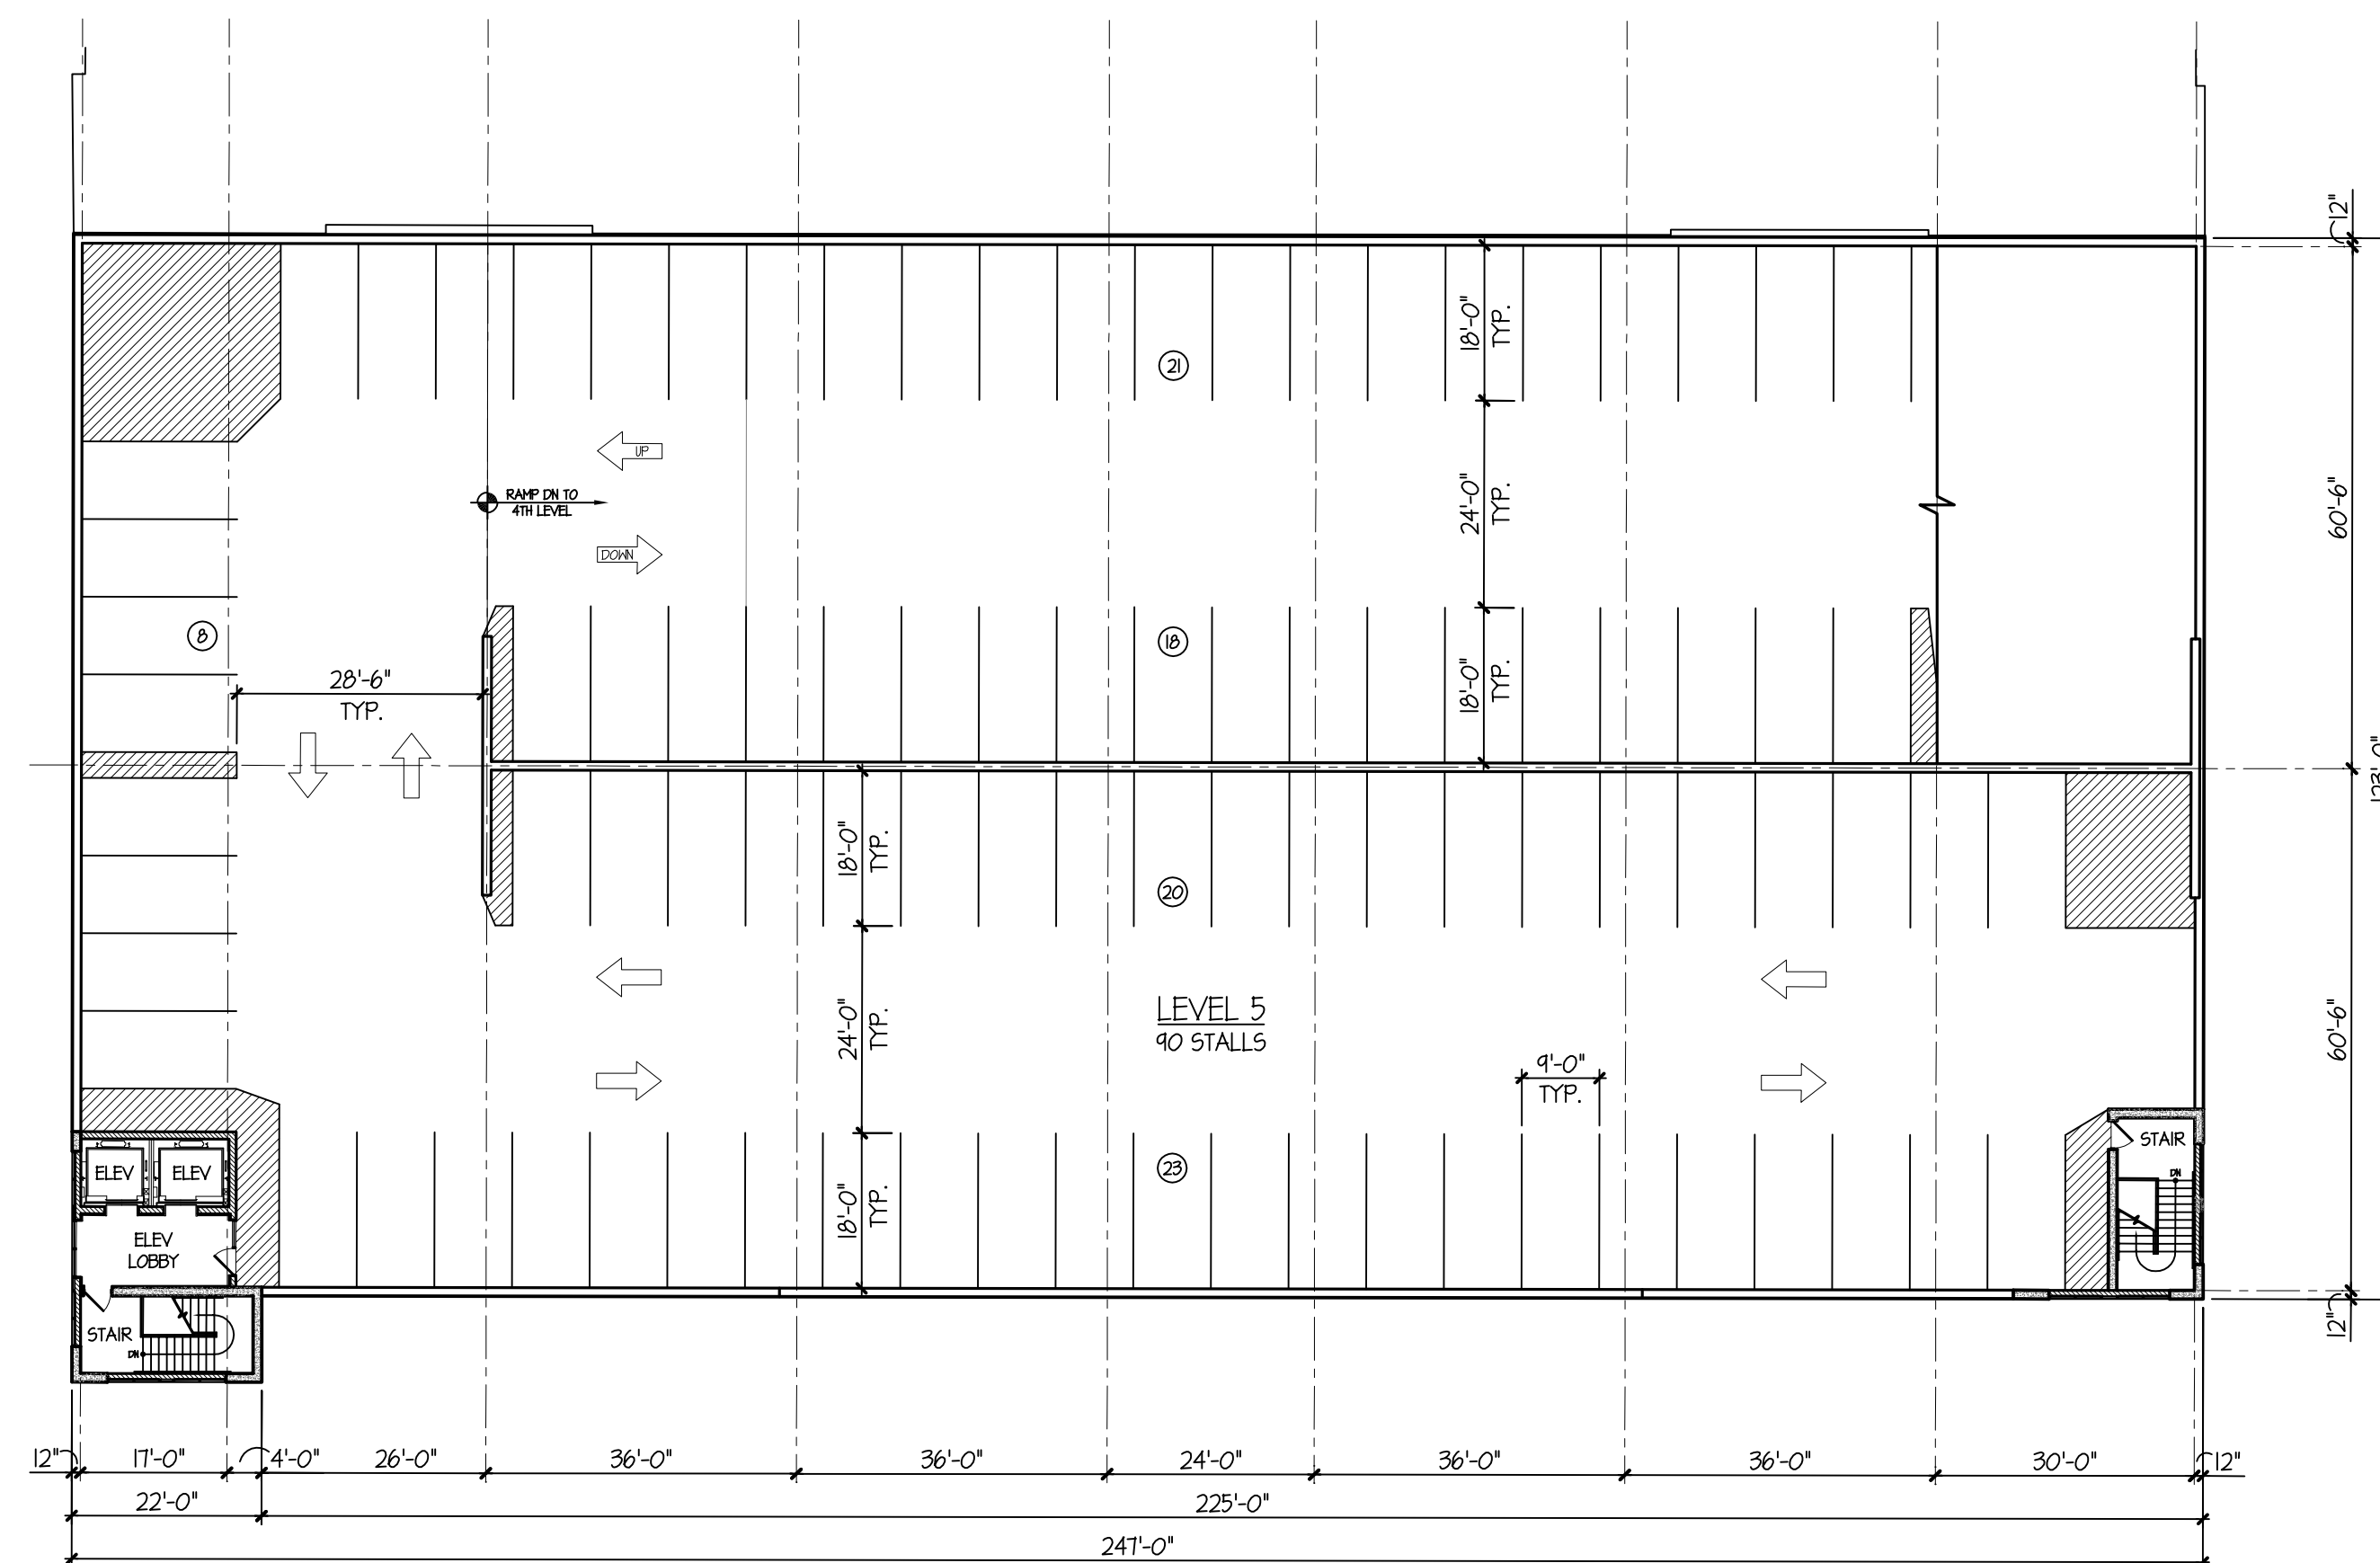 12"
21
18'-0"
TYP.
UP
RAMP DN TO
4TH LEVEL
24'-0"
TYP.
60'-6"
DOWN
8
18
28'-6"
TYP.
18'-0"
TYP.
123'-0"
18'-0"
TYP.
20
LEVEL 5
90 STALLS
24'-0"
TYP.
9'-0"
TYP.
60'-6"
STAIR
DN
ELEV
ELEV
23
18'-0"
TYP.
ELEV
LOBBY
STAIR
DN
12"
12"
17'-0"
4'-0"
26'-0"
36'-0"
36'-0"
24'-0"
36'-0"
36'-0"
30'-0"
12"
22'-0"
225'-0"
247'-0"